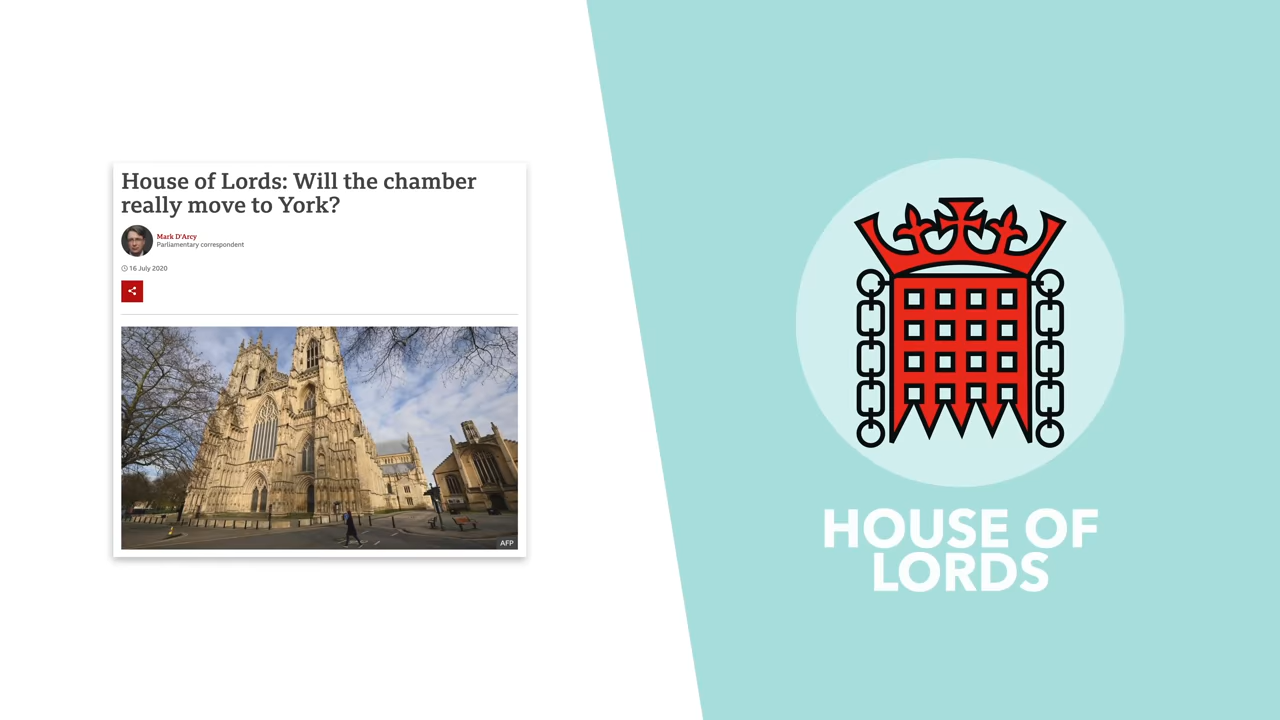 House of Lords: Will the chamber
really move to York?
Mark D'Arcy
Parliamentary correspondent
16 July 2020
AFP
HOUSE OF
LORDS